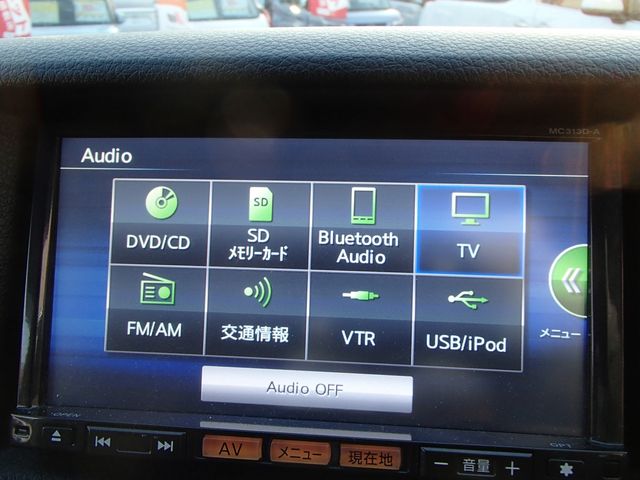 MC313D-A
Audio
DVD/CD
SD
SD
メモリーカード
Bluetooth
Audio
TV
FM/AM
交通情報
VTR
USB/iPod
メニュー
Audio OFF
OPEN
AV
メニュー
現在地
音量
OPT